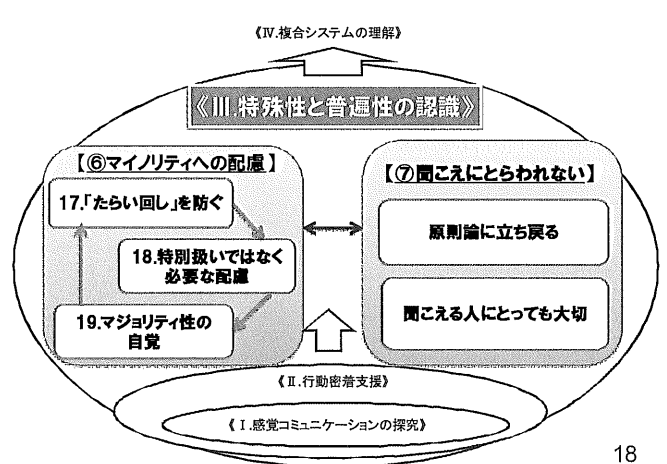 《Ⅳ.複合システムの理解》
《Ⅲ.特殊性と普遍性の認識》
【⑥マイノリティへの配慮】
17.「たらい回し」を防ぐ
18.特別扱いではなく
必要な配慮
19.マジョリティ性の
自覚
【⑦聞こえにとらわれない】
原則論に立ち戻る
聞こえる人にとっても大切
《Ⅱ.行動密着支援》
《Ⅰ.感覚コミュニケーションの探究》
18